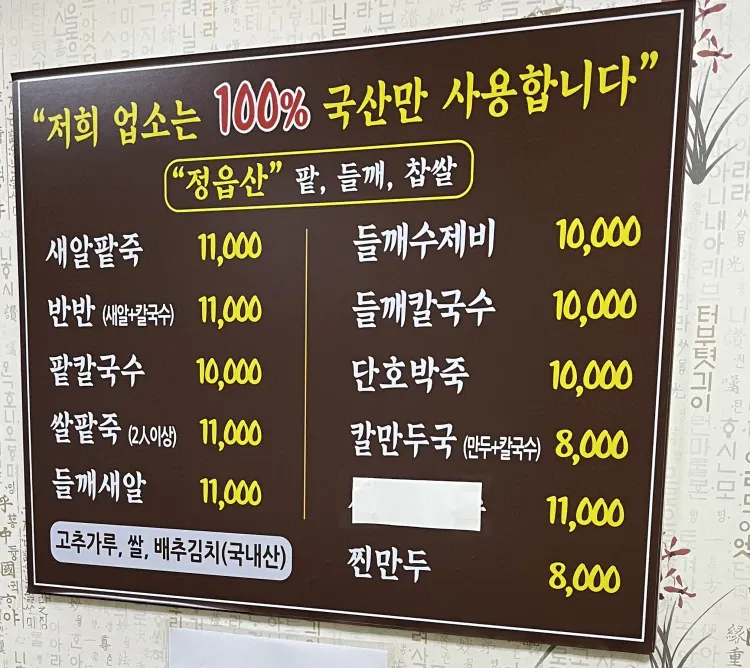 “저희 업소는 100% 국산만 사용합니다”
“정읍산” 팥, 들깨, 찹쌀
새알팥죽 11,000
반반 (새알+칼국수) 11,000
팥칼국수 10,000
쌀팥죽 (2人이상) 11,000
들깨새알 11,000
고추가루, 쌀, 배추김치(국내산)
들깨수제비 10,000
들깨칼국수 10,000
단호박죽 10,000
칼만두국 (만두+칼국수) 8,000
11,000
찐만두 8,000